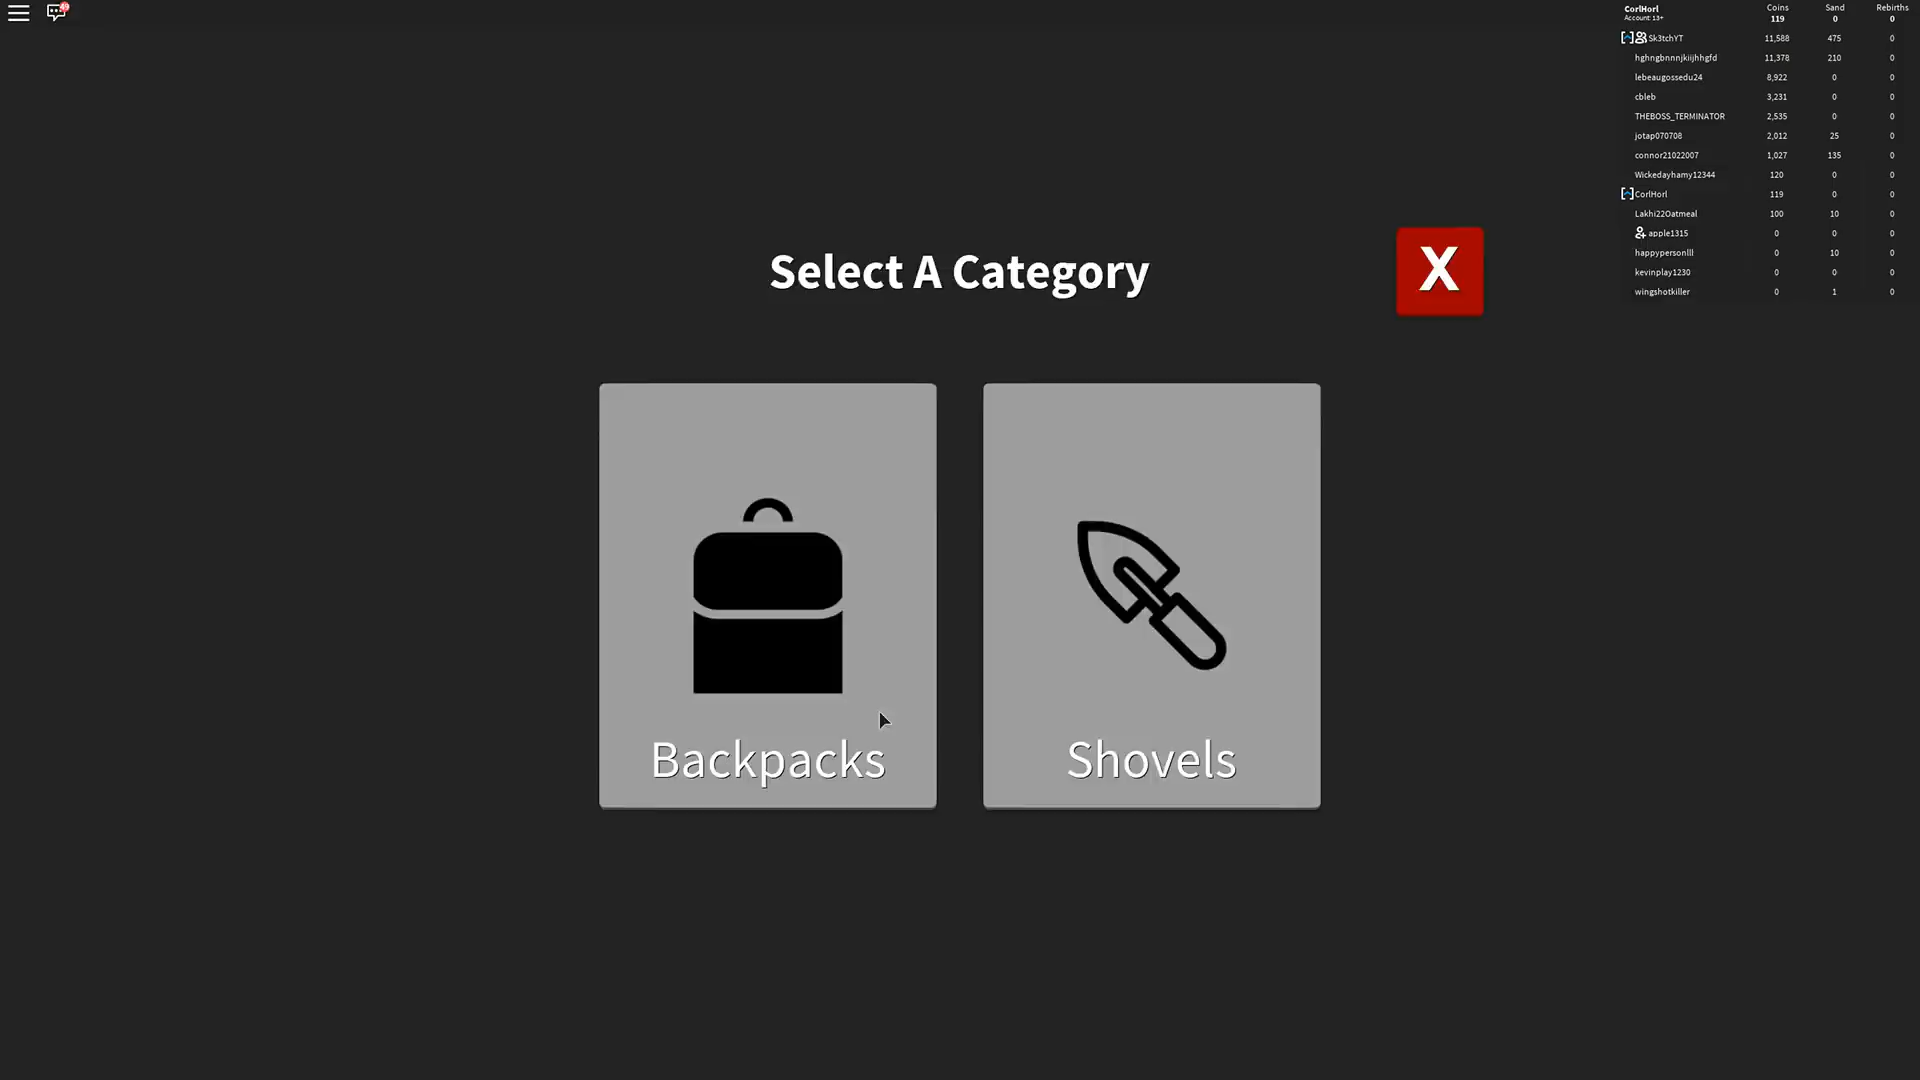 CorlHorl Coins Sand Rebirths
Account: 13+ 119 0 0
Sk3tchYT 11,588 475 0
hghngbnnnjkiijhhgfd 11,378 210 0
lebeaugossedu24 8,922 0 0
cbleb 3,231 0 0
THEBOSS_TERMINATOR 2,535 0 0
jotap070708 2,012 25 0
connor21022007 1,027 135 0
Wickedayhamy12344 120 0 0
CorlHorl 119 0 0
Lakhi22Oatmeal 100 10 0
apple1315 0 0 0
happypersonlll 0 10 0
kevinplay1230 0 0 0
wingshotkiller 0 1 0
Select A Category
X
Backpacks
Shovels